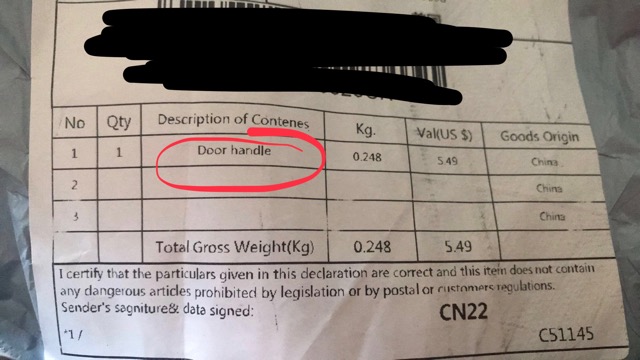 No Qty Description of Contenes Kg. Val(US $) Goods Origin
1 1 Door handle 0.248 5.49 China
2 China
3 China
Total Gross Weight(Kg) 0.248 5.49
I certify that the particulars given in this declaration are correct and this item does not contain
any dangerous articles prohibited by legislation or by postal or customers regulations.
Sender's sagniture& data signed: CN22
*1/ C51145